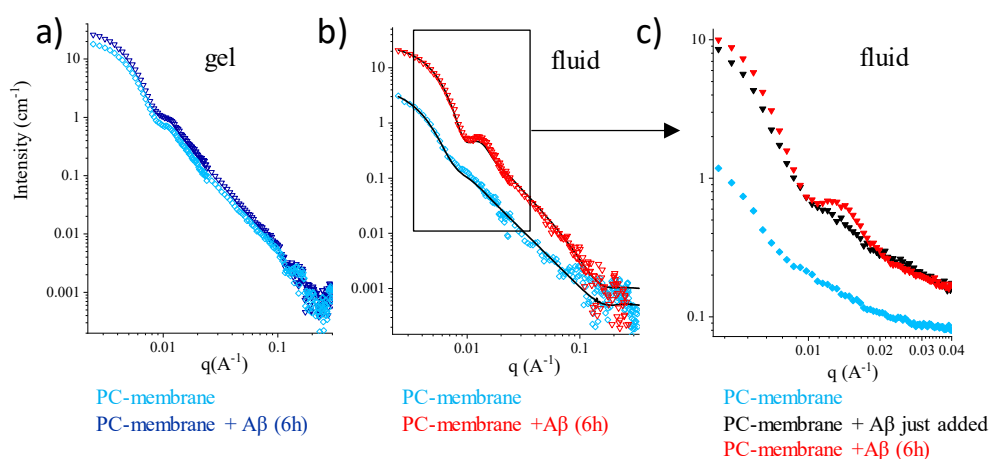 a)
gel
Intensity (cm⁻¹)
10
1
0.1
0.01
0.001
0.01
0.1
q(A⁻¹)
PC-membrane
PC-membrane + Aβ (6h)
b)
fluid
10
1
0.1
0.01
0.001
0.01
0.1
q (A⁻¹)
PC-membrane
PC-membrane +Aβ (6h)
c)
fluid
10
1
0.1
0.01
0.02
0.03
0.04
q (A⁻¹)
PC-membrane
PC-membrane + Aβ just added
PC-membrane +Aβ (6h)